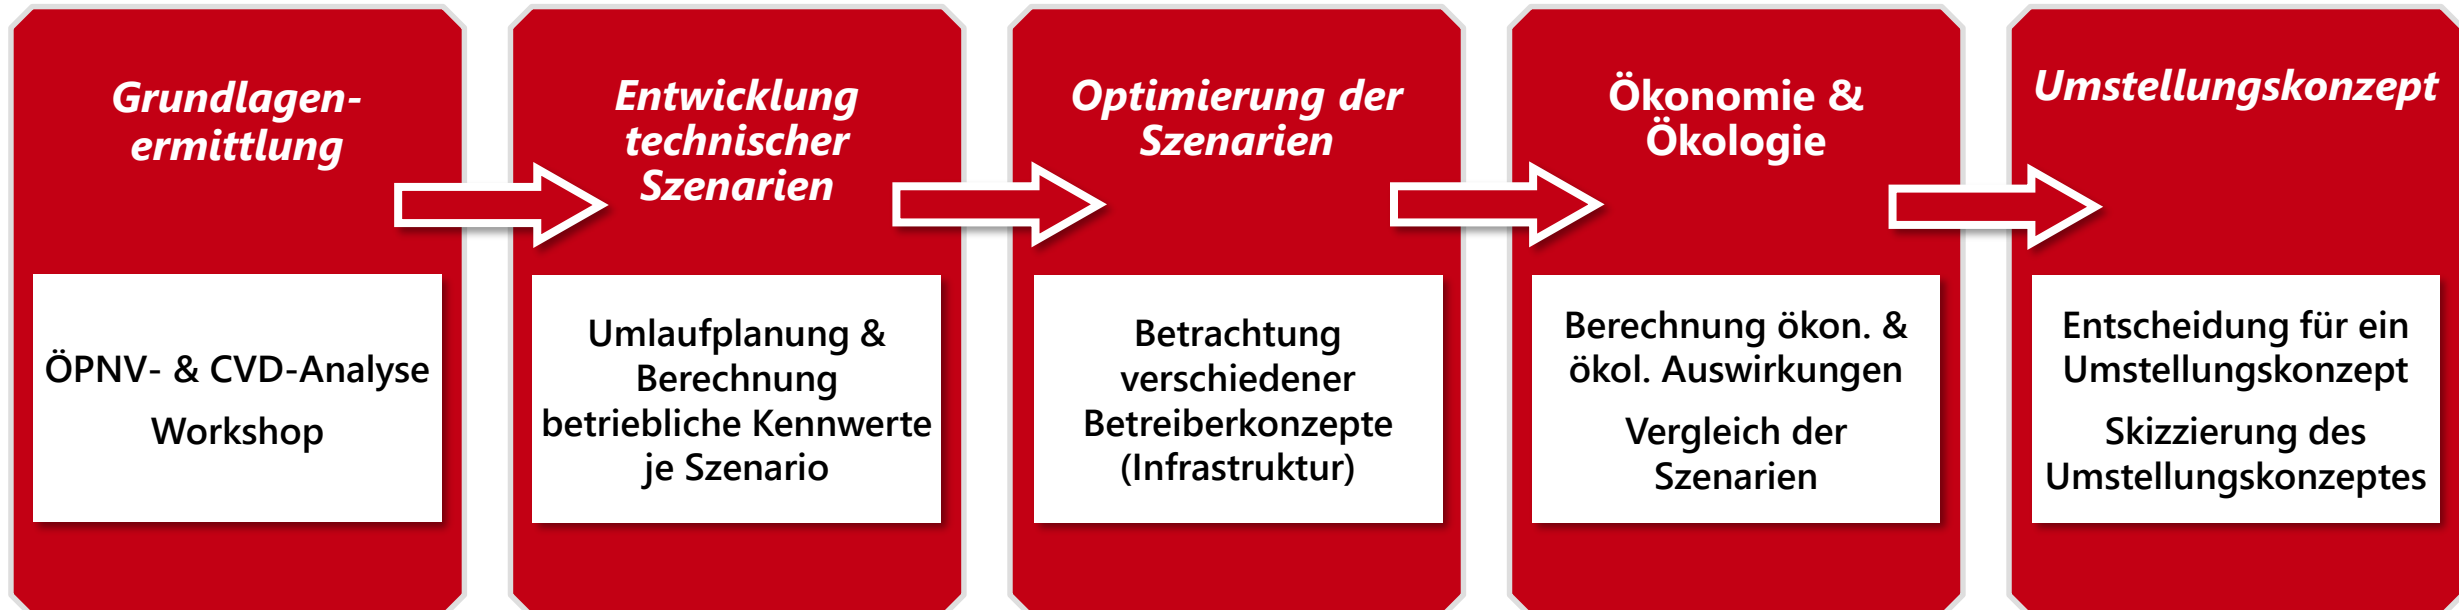 Grundlagen-
ermittlung
ÖPNV- & CVD-Analyse
Workshop
Entwicklung
technischer
Szenarien
Umlaufplanung &
Berechnung
betriebliche Kennwerte
je Szenario
Optimierung der
Szenarien
Betrachtung
verschiedener
Betreiberkonzepte
(Infrastruktur)
Ökonomie &
Ökologie
Berechnung ökon. &
ökol. Auswirkungen
Vergleich der
Szenarien
Umstellungskonzept
Entscheidung für ein
Umstellungskonzept
Skizzierung des
Umstellungskonzeptes